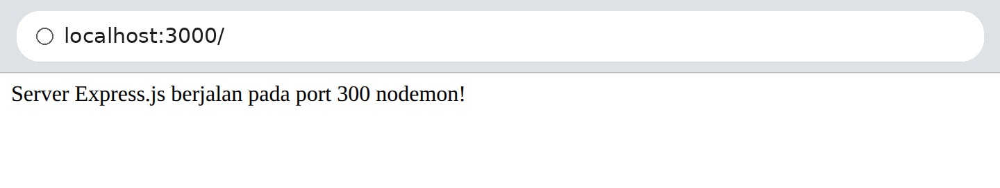 localhost:3000/
Server Express.js berjalan pada port 300 nodemon!